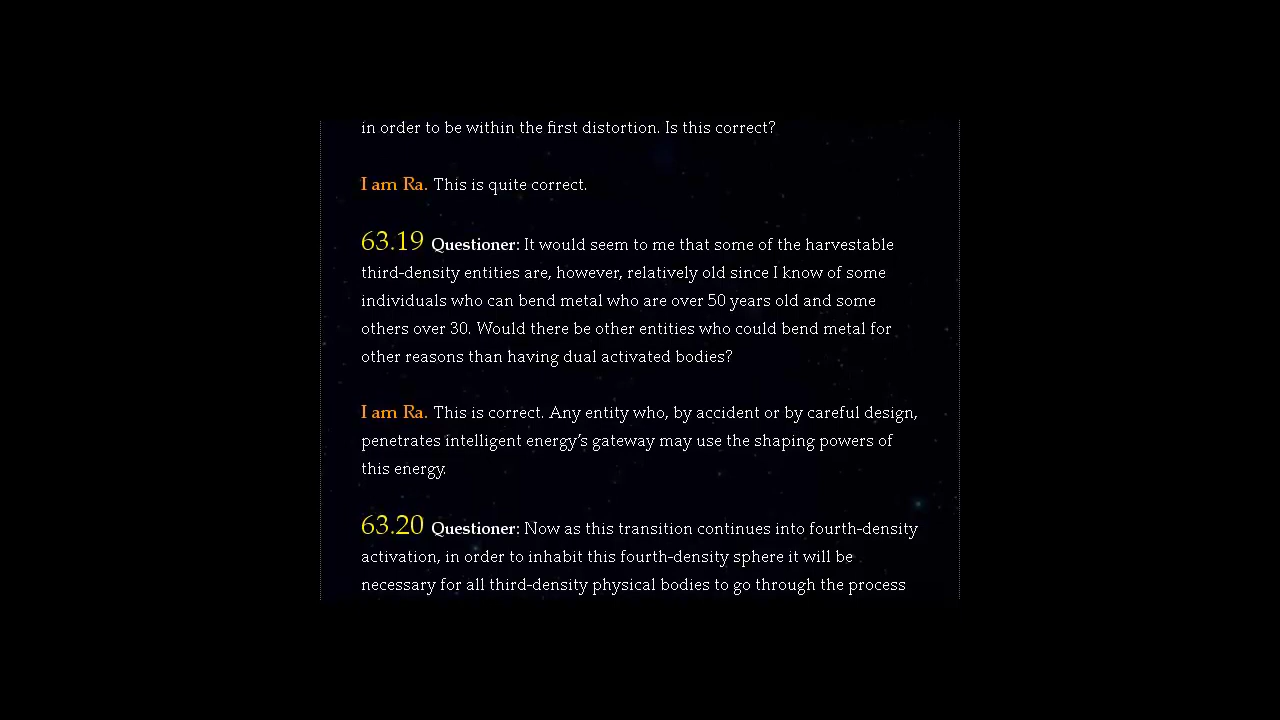 in order to be within the first distortion. Is this correct?
I am Ra. This is quite correct.
63.19 Questioner: It would seem to me that some of the harvestable
third-density entities are, however, relatively old since I know of some
individuals who can bend metal who are over 50 years old and some
others over 30. Would there be other entities who could bend metal for
other reasons than having dual activated bodies?
I am Ra. This is correct. Any entity who, by accident or by careful design,
penetrates intelligent energy’s gateway may use the shaping powers of
this energy.
63.20 Questioner: Now as this transition continues into fourth-density
activation, in order to inhabit this fourth-density sphere it will be
necessary for all third-density physical bodies to go through the process